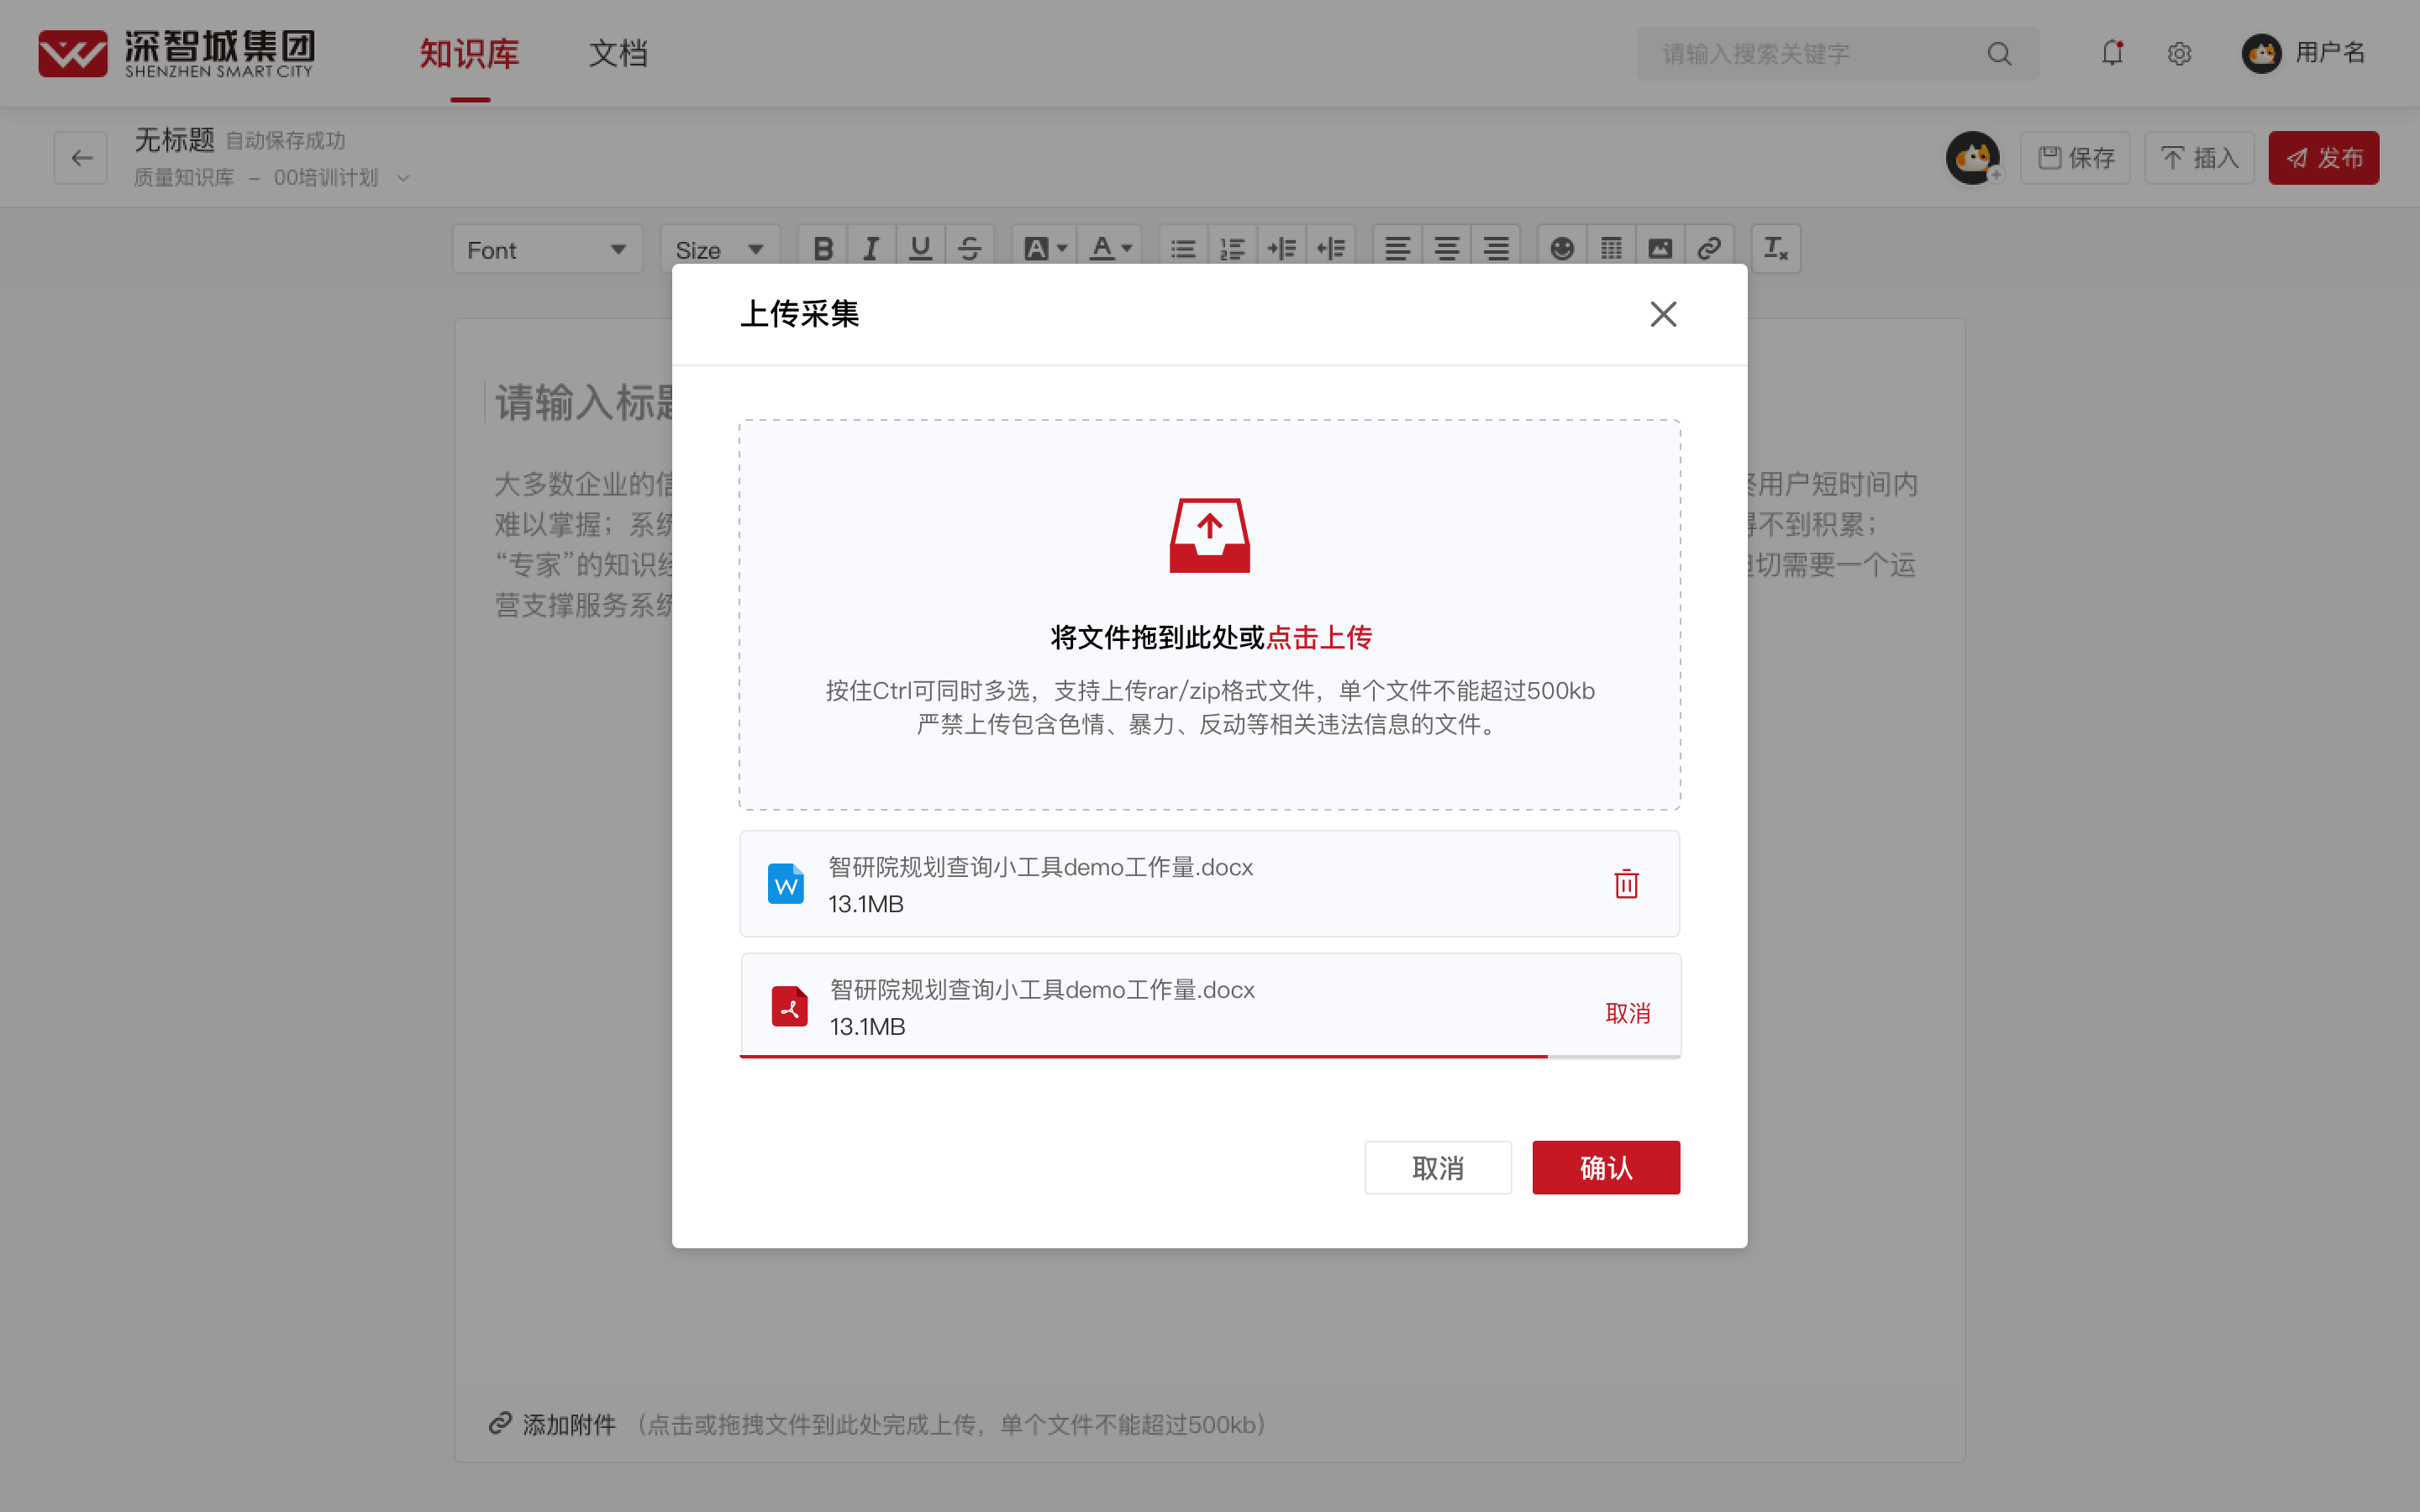 深智城集团
SHENZHEN SMART CITY
知识库
文档
请输入搜索关键字
用户名
无标题 自动保存成功
质量知识库 – 00培训计划
保存
插入
发布
Font
Size
上传采集
请输入标题
大多数企业的信
用户短时间内
难以掌握；系统
得不到积累；
“专家”的知识经
迫切需要一个运
营支撑服务系统
将文件拖到此处或点击上传
按住Ctrl可同时多选，支持上传rar/zip格式文件，单个文件不能超过500kb
严禁上传包含色情、暴力、反动等相关违法信息的文件。
智研院规划查询小工具demo工作量.docx
13.1MB
智研院规划查询小工具demo工作量.docx
13.1MB
取消
取消
确认
添加附件 （点击或拖拽文件到此处完成上传，单个文件不能超过500kb）